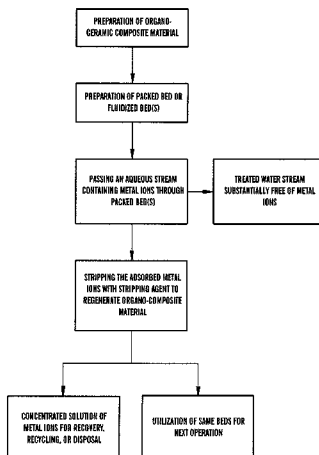 PREPARATION OF ORGANO-
CERAMIC COMPOSITE
MATERIAL
PREPARATION OF PACKED BED OR
FLUIDIZED BED(S)
PASSING AN AQUEOUS STREAM
CONTAINING METAL IONS THROUGH
PACKED BED(S)
TREATED WATER STREAM
SUBSTANTIALLY FREE OF METAL
IONS
STRIPPING THE ADSORBED METAL
IONS WITH STRIPPING AGENT TO
REGENERATE ORGANO-COMPOSITE
MATERIAL
CONCENTRATED SOLUTION OF
METAL IONS FOR RECOVERY,
RECYCLING, OR DISPOSAL
UTILIZATION OF SAME BEDS FOR
NEXT OPERATION